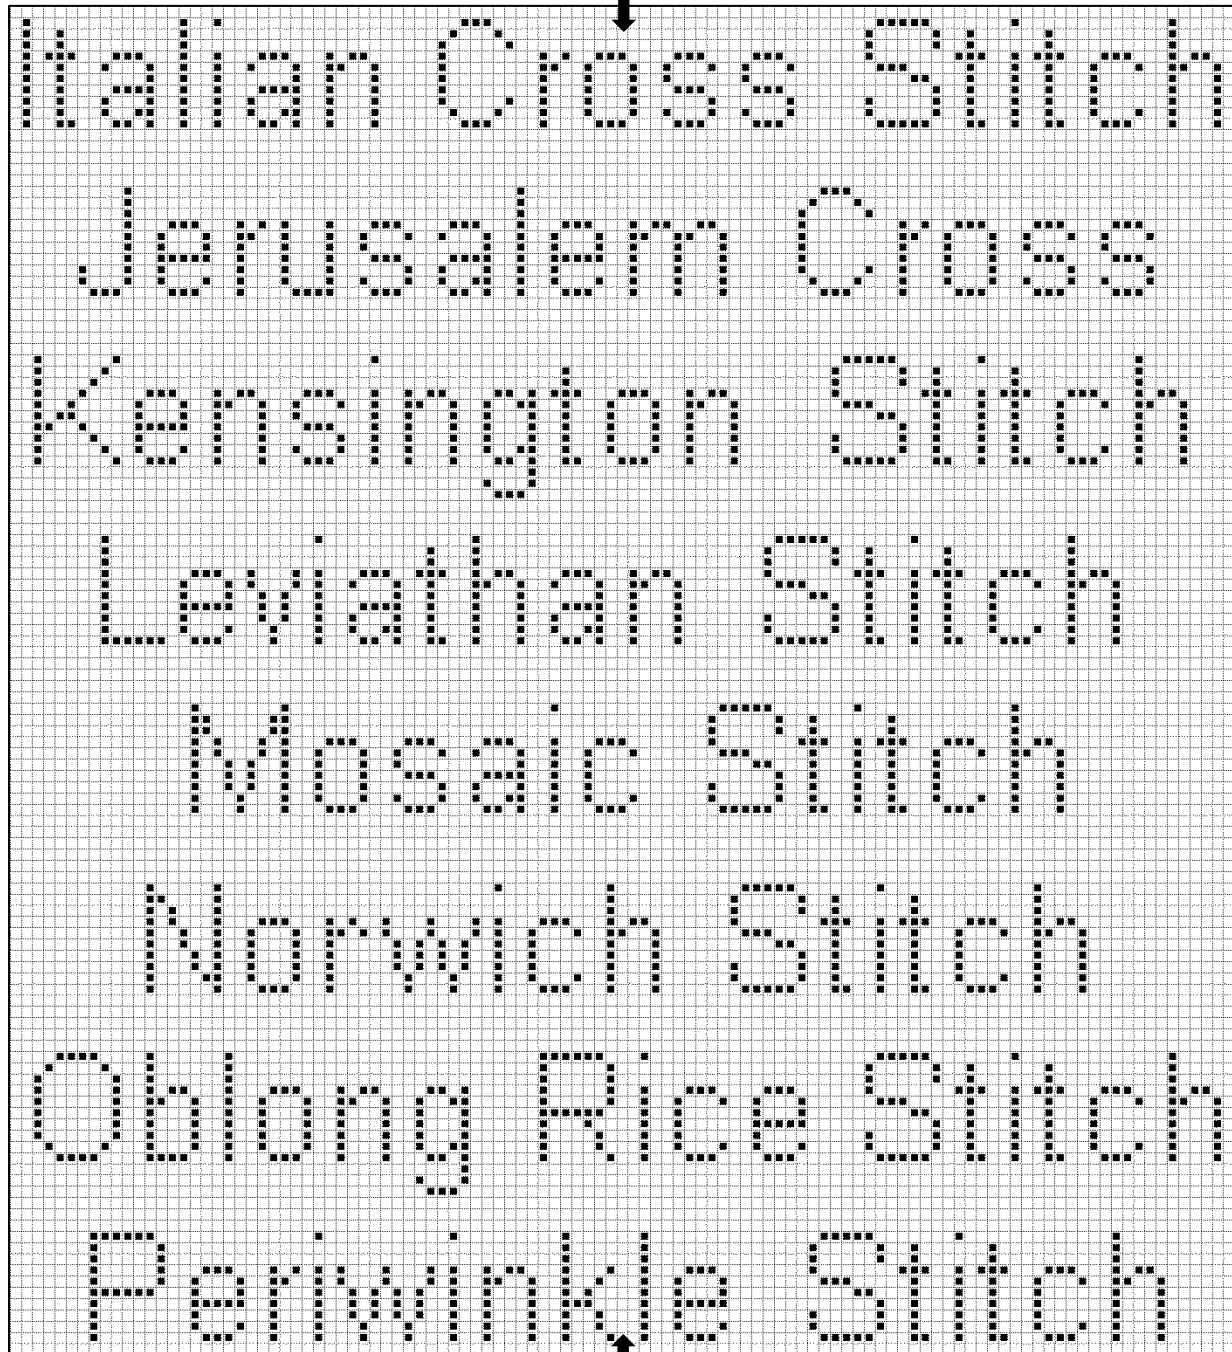 Italian Cross Stitch
Jerusalem Cross
Kensington Stitch
Leviathan Stitch
Mosaic Stitch
Norwich Stitch
Oblong Rice Stitch
Periwinkle Stitch